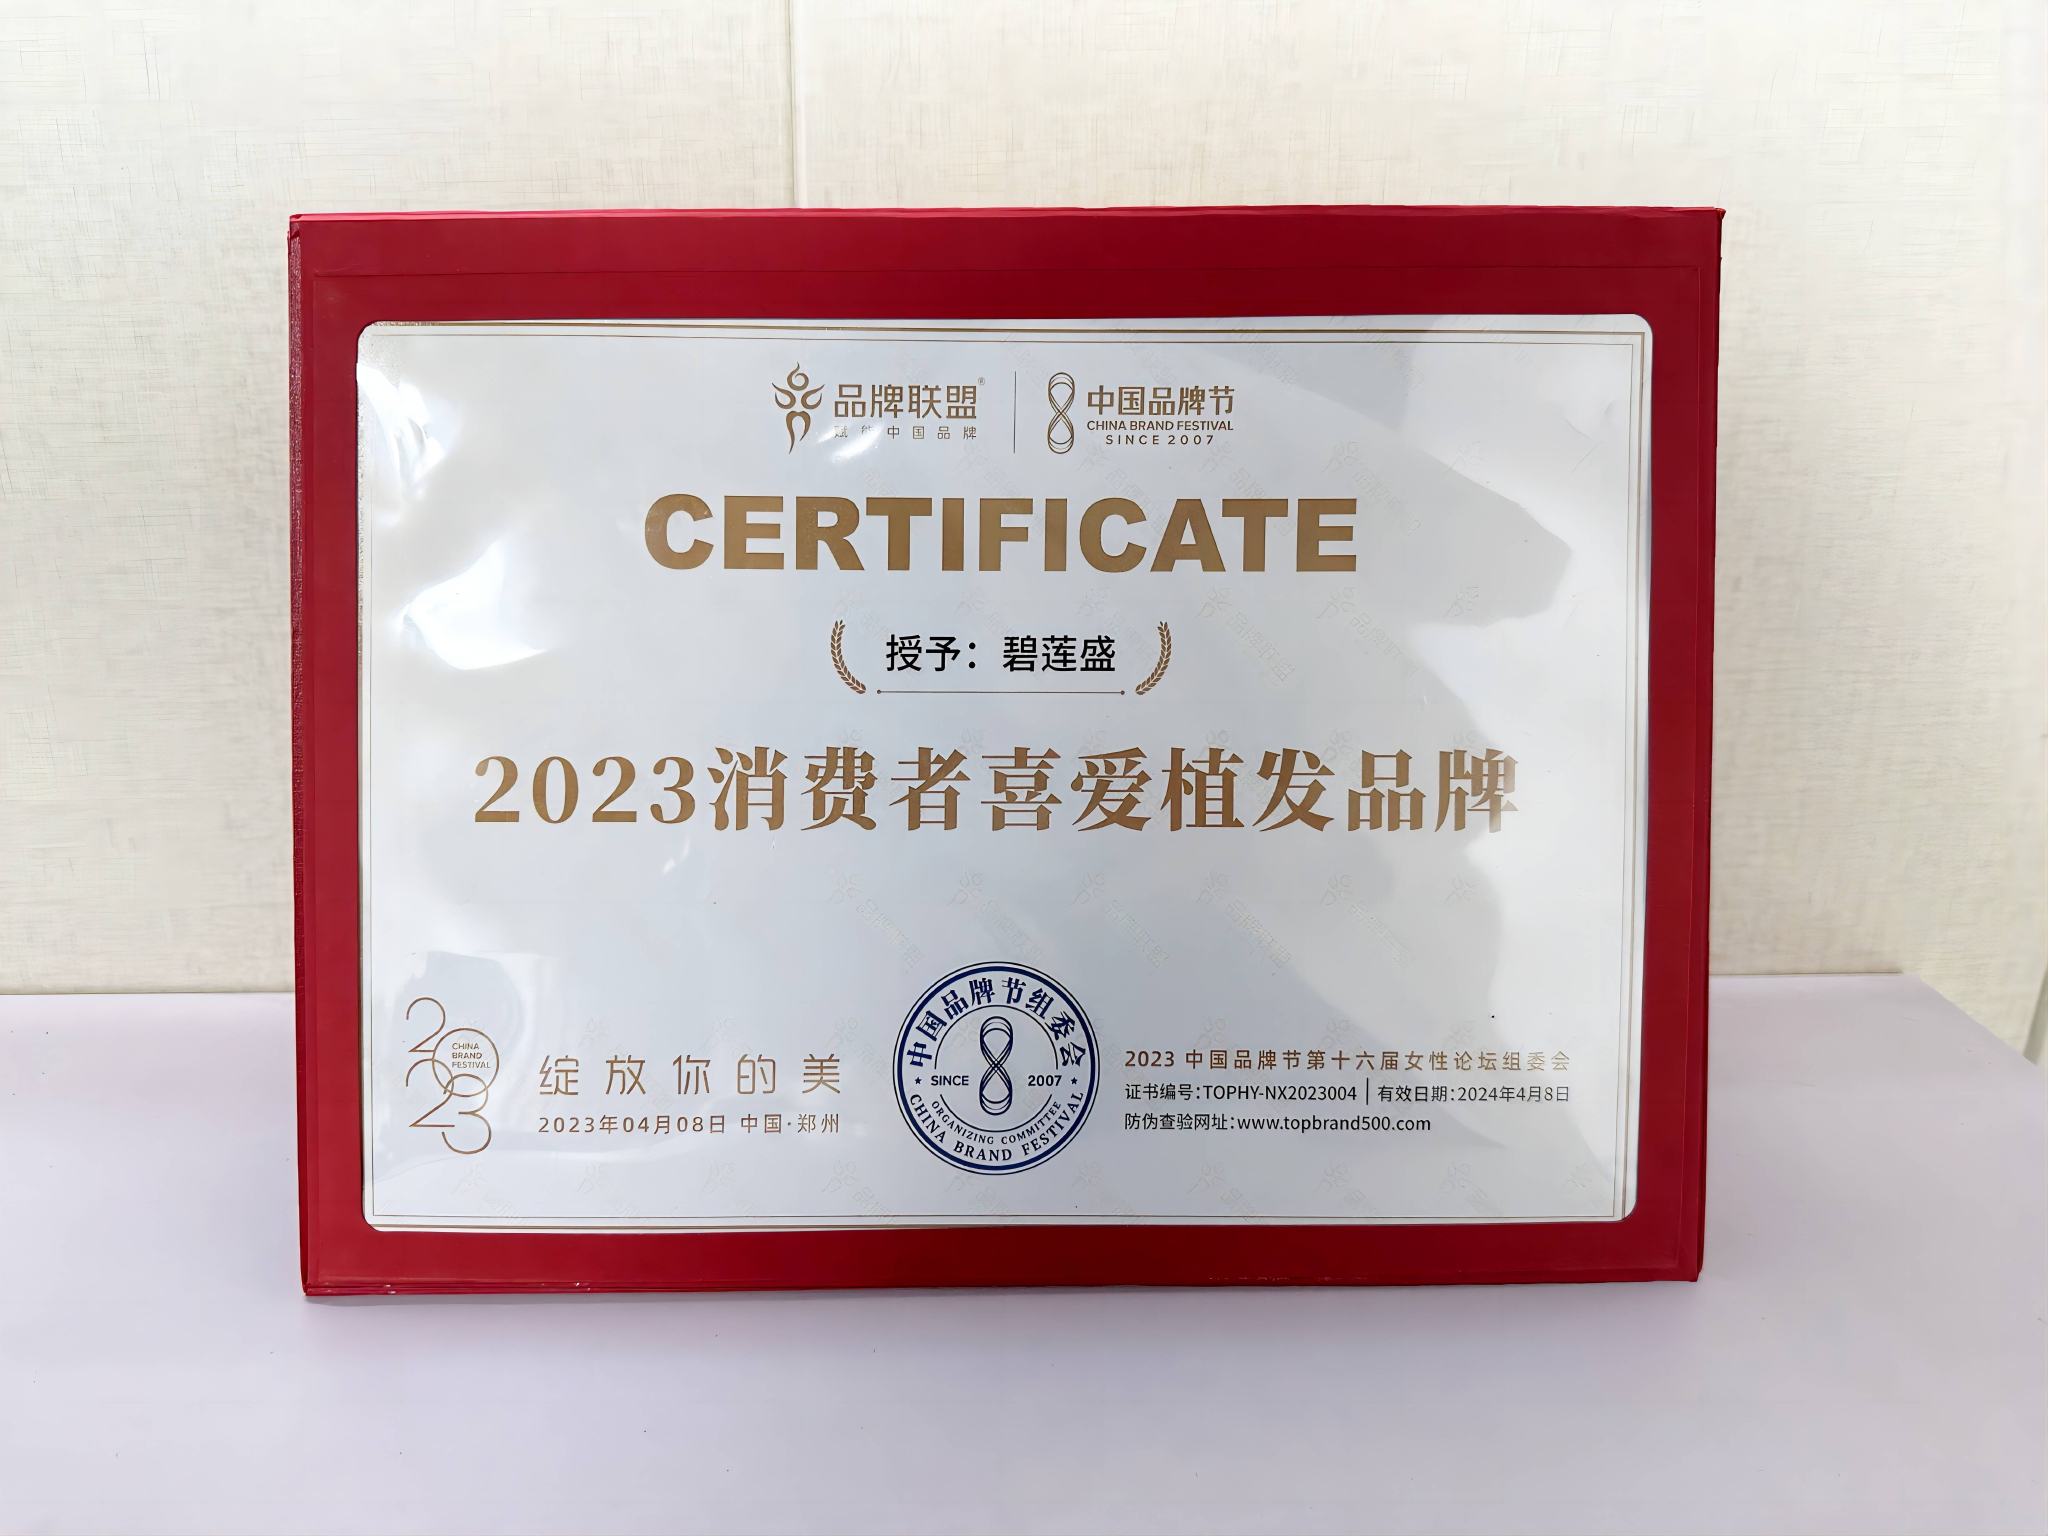 品牌联盟®
赋能中国品牌
中国品牌节
CHINA BRAND FESTIVAL
SINCE 2007
CERTIFICATE
授予：碧莲盛
2023消费者喜爱植发品牌
2023
CHINA
BRAND
FESTIVAL
绽放你的美
2023年04月08日 中国·郑州
中国品牌节组委会
SINCE 2007
ORGANIZING COMMITTEE
CHINA BRAND FESTIVAL
2023 中国品牌节第十六届女性论坛组委会
证书编号：TOPHY-NX2023004 | 有效日期：2024年4月8日
防伪查验网址：www.topbrand500.com